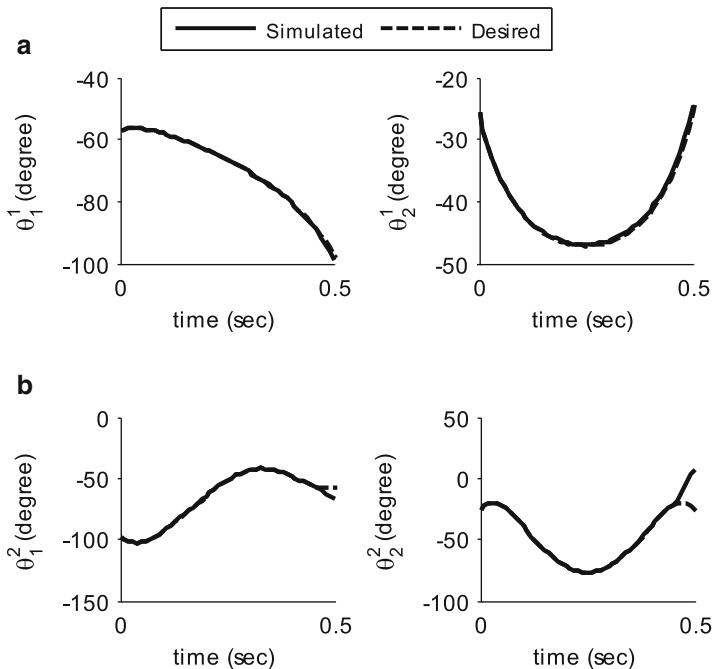 Simulated Desired
a
-40
-60
-80
-100
θ₁¹ (degree)
0 0.5
time (sec)
-20
-30
-40
-50
θ₂¹ (degree)
0 0.5
time (sec)
b
0
-50
-100
-150
θ₁² (degree)
0 0.5
time (sec)
50
0
-50
-100
θ₂² (degree)
0 0.5
time (sec)